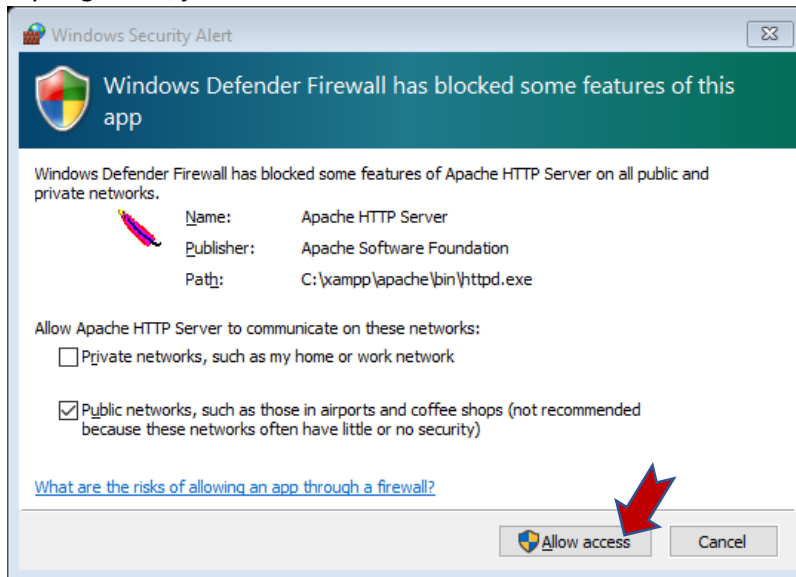 Windows Security Alert
Windows Defender Firewall has blocked some features of this
app
Windows Defender Firewall has blocked some features of Apache HTTP Server on all public and
private networks.
Name: Apache HTTP Server
Publisher: Apache Software Foundation
Path: C:\xampp\apache\bin\httpd.exe
Allow Apache HTTP Server to communicate on these networks:
Private networks, such as my home or work network
Public networks, such as those in airports and coffee shops (not recommended
because these networks often have little or no security)
What are the risks of allowing an app through a firewall?
Allow access Cancel